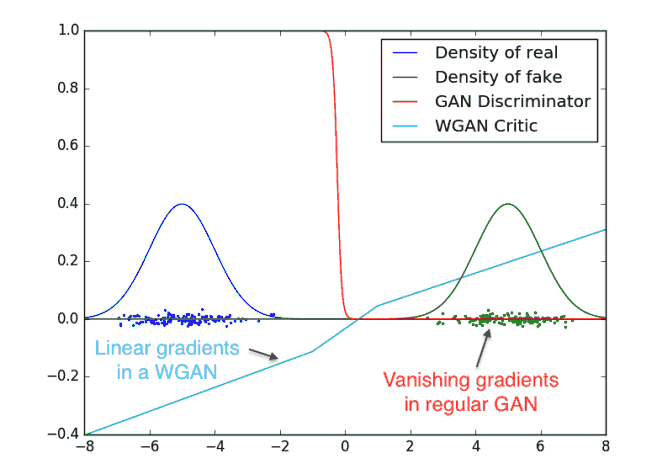 1.0
0.8
0.6
0.4
0.2
0.0
−0.2
−0.4
−8
−6
−4
−2
0
2
4
6
8
Density of real
Density of fake
GAN Discriminator
WGAN Critic
Linear gradients
in a WGAN
Vanishing gradients
in regular GAN